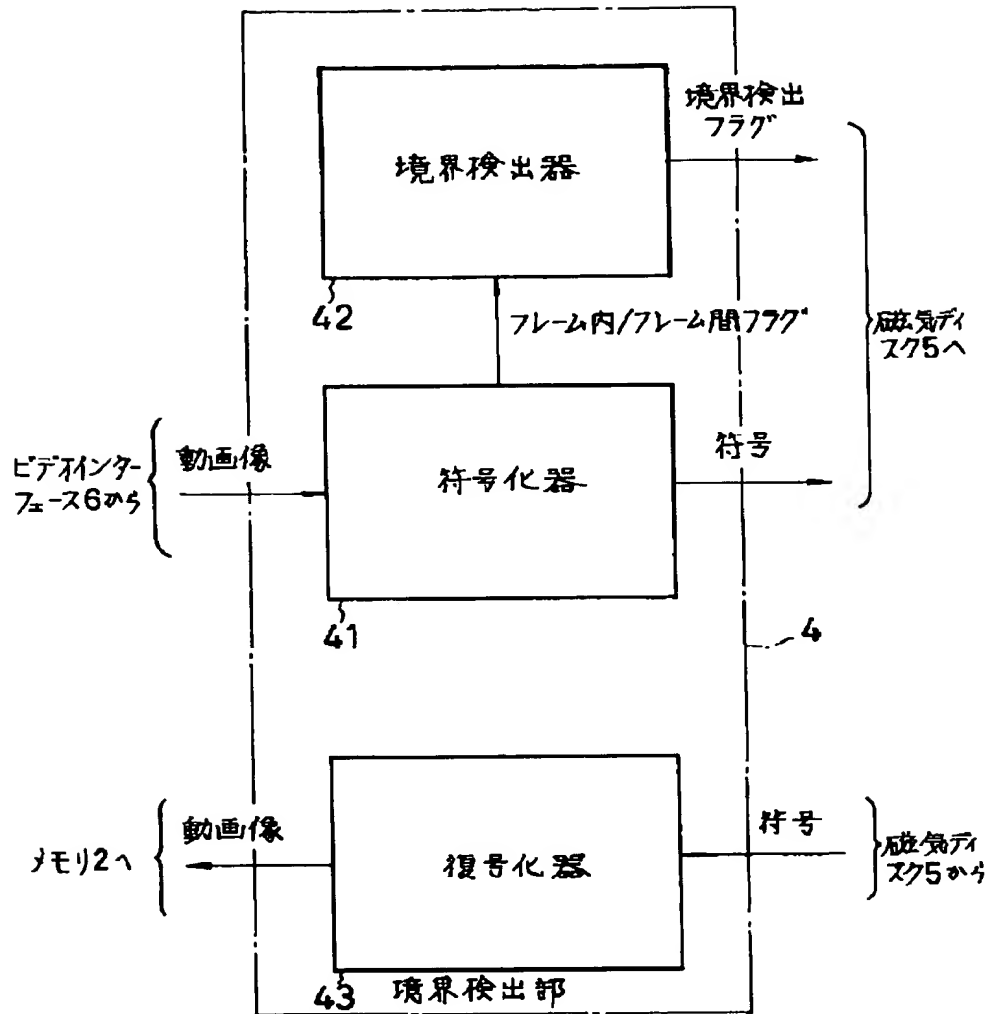 境界検出
フラグ
境界検出器
42
フレーム内/フレーム間フラグ
磁気ディ
スク5へ
ビデオインター
フェース6から
動画像
符号化器
符号
41
4
メモリ2へ
動画像
復号化器
符号
磁気ディ
スク5から
43
境界検出部